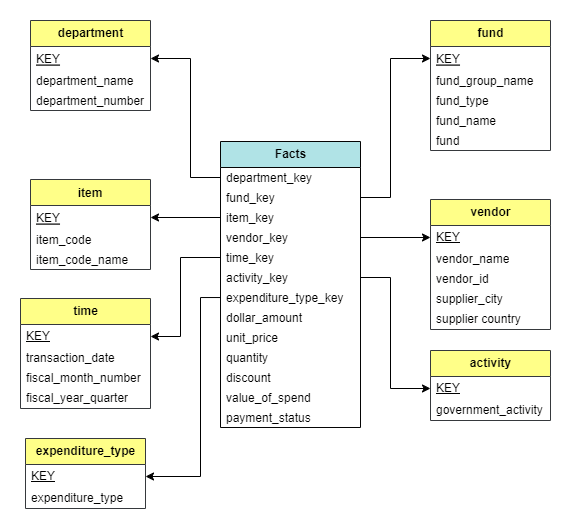 department
KEY
department_name
department_number
fund
KEY
fund_group_name
fund_type
fund_name
fund
Facts
department_key
fund_key
item_key
vendor_key
time_key
activity_key
expenditure_type_key
dollar_amount
unit_price
quantity
discount
value_of_spend
payment_status
item
KEY
item_code
item_code_name
vendor
KEY
vendor_name
vendor_id
supplier_city
supplier country
time
KEY
transaction_date
fiscal_month_number
fiscal_year_quarter
activity
KEY
government_activity
expenditure_type
KEY
expenditure_type